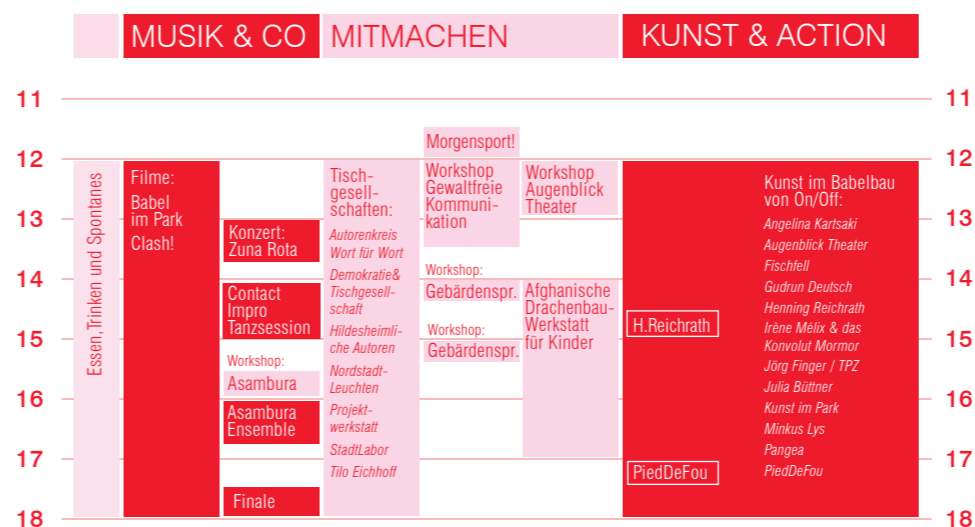 MUSIK & CO
MITMACHEN
KUNST & ACTION
11
12
13
14
15
16
17
18
Essen, Trinken und Spontanes
Filme:
Babel
im Park
Clash!
Konzert:
Zuna Rota
Contact
Impro
Tanzsession
Workshop:
Asambura
Asambura
Ensemble
Finale
Tisch-
gesell-
schaften:
Autorenkreis
Wort für Wort
Demokratie&
Tischgesell-
schaft
Hildesheimli-
che Autoren
Nordstadt-
Leuchten
Projekt-
werkstatt
StadtLabor
Tilo Eichhoff
Morgensport!
Workshop
Gewaltfreie
Kommuni-
kation
Workshop:
Gebärdenspr.
Workshop:
Gebärdenspr.
Workshop
Augenblick
Theater
Afghanische
Drachenbau-
Werkstatt
für Kinder
H.Reichrath
PiedDeFou
Kunst im Babelbau
von On/Off:
Angelina Kartsaki
Augenblick Theater
Fischfell
Gudrun Deutsch
Henning Reichrath
Irène Mélix & das
Konvolut Mormor
Jörg Finger / TPZ
Julia Büttner
Kunst im Park
Minkus Lys
Pangea
PiedDeFou
11
12
13
14
15
16
17
18